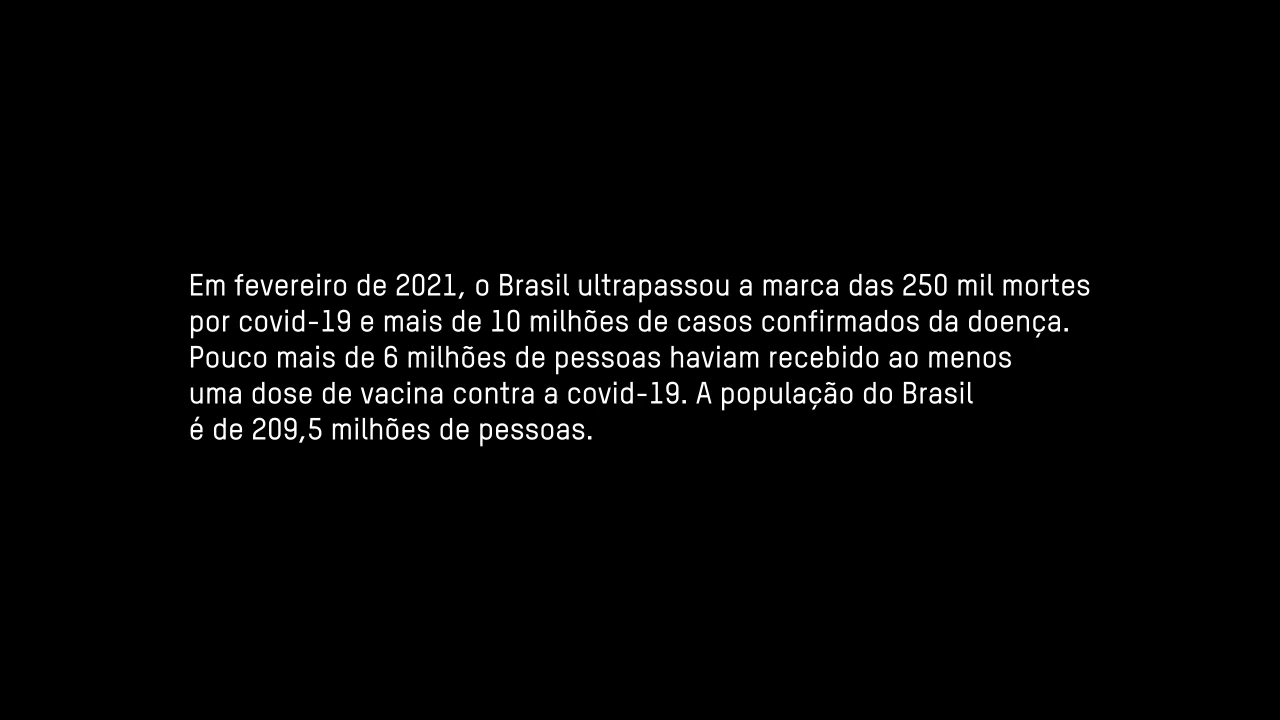 Em fevereiro de 2021, o Brasil ultrapassou a marca das 250 mil mortes
por covid-19 e mais de 10 milhões de casos confirmados da doença.
Pouco mais de 6 milhões de pessoas haviam recebido ao menos
uma dose de vacina contra a covid-19. A população do Brasil
é de 209,5 milhões de pessoas.